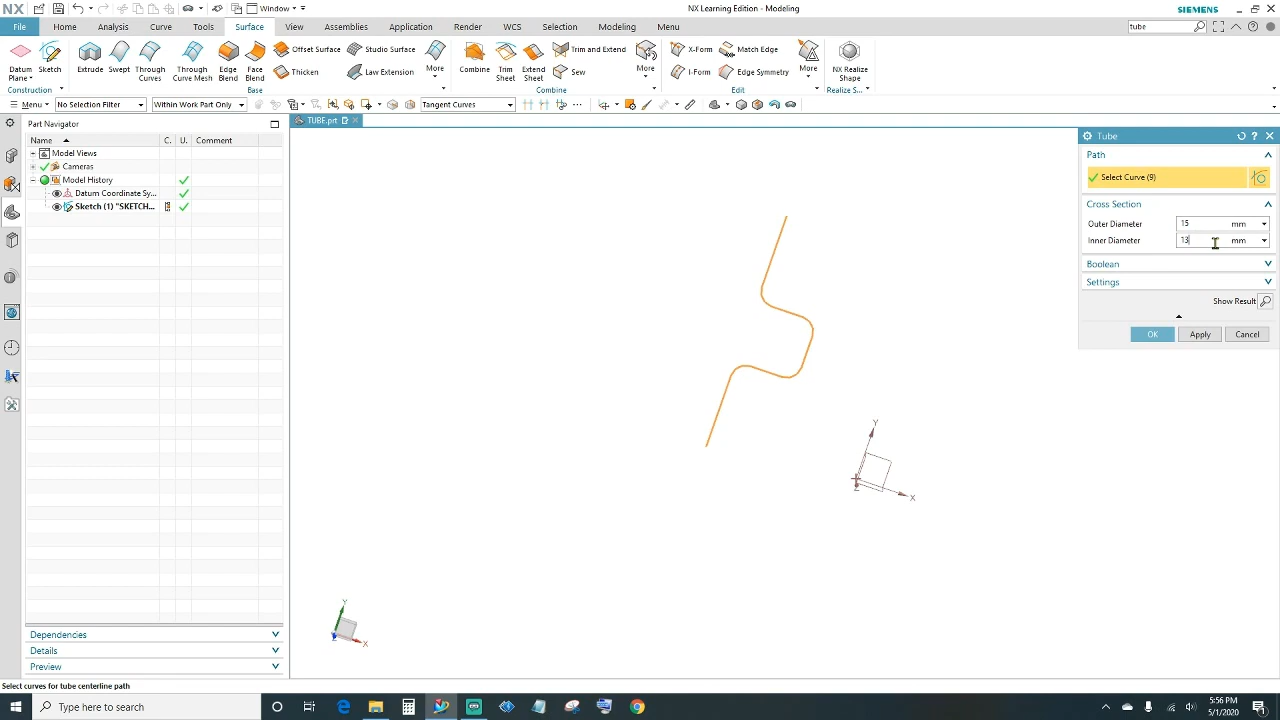 NX
Window
NX Learning Edition - Modeling
SIEMENS
File
Home
Analysis
Curve
Tools
Surface
View
Assemblies
Application
Render
WCS
Selection
Modeling
Menu
tube
Datum Plane
Sketch
Extrude
Swept
Through Curves
Through Curve Mesh
Edge Blend
Face Blend
Offset Surface
Thicken
Studio Surface
Law Extension
More
Combine
Trim Sheet
Extend Sheet
Trim and Extend
Sew
More
X-Form
I-Form
Match Edge
Edge Symmetry
More
NX Realize Shape
Construction
Base
Combine
Edit
Realize S...
Menu
No Selection Filter
Within Work Part Only
Tangent Curves
Part Navigator
TUBE.prt
Name
C.
U.
Comment
Model Views
Cameras
Model History
Datum Coordinate Sy...
Sketch (1) "SKETCH...
Tube
Path
Select Curve (9)
Cross Section
Outer Diameter
15
mm
Inner Diameter
13
mm
Boolean
Settings
Show Result
OK
Apply
Cancel
Y
X
Z
Y
X
Z
Dependencies
Details
Preview
Select curves for tube centerline path
Type here to search
5:56 PM
5/1/2020